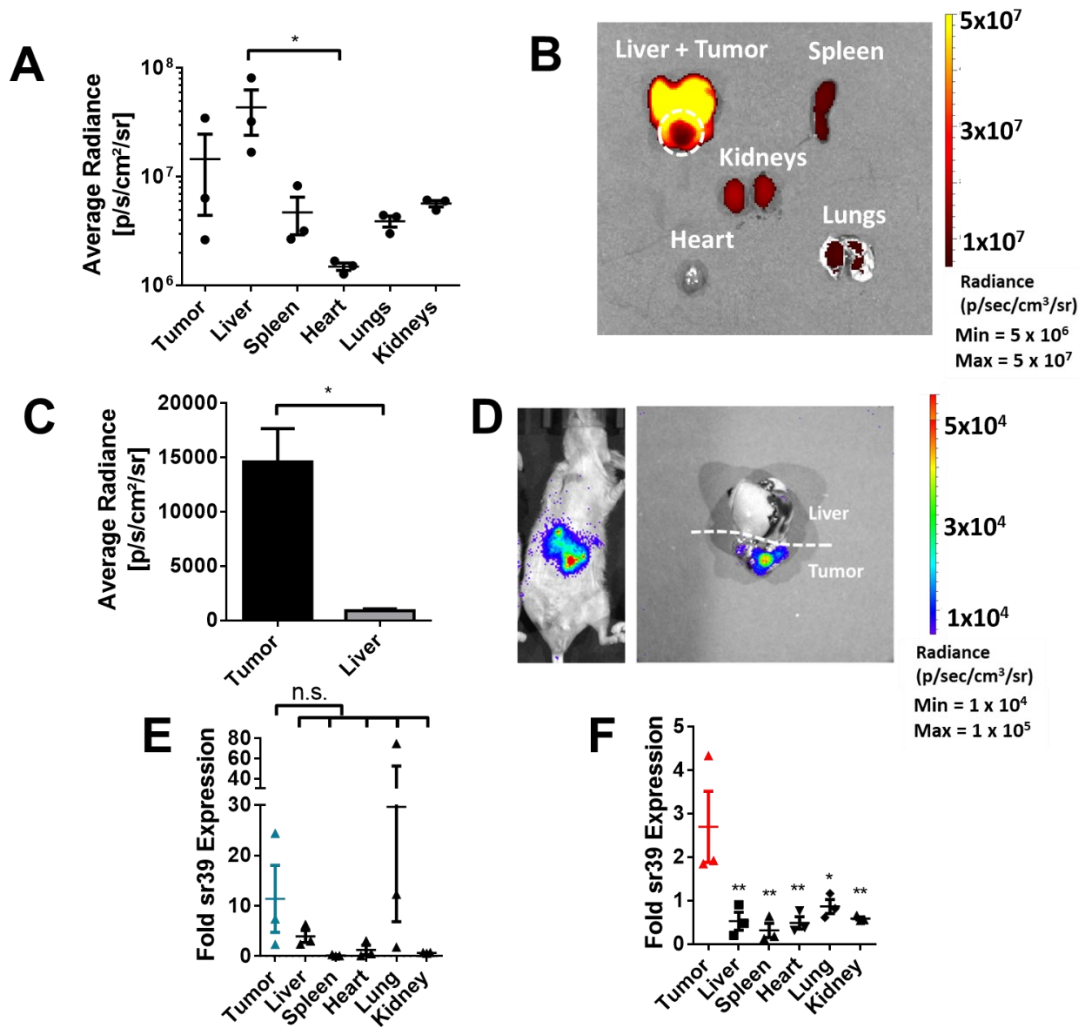 A
*
Average Radiance
[p/s/cm²/sr]
10⁸
10⁷
10⁶
Tumor
Liver
Spleen
Heart
Lungs
Kidneys
B
Liver + Tumor
Spleen
Kidneys
Heart
Lungs
5x10⁷
3x10⁷
1x10⁷
Radiance
(p/sec/cm³/sr)
Min = 5 x 10⁶
Max = 5 x 10⁷
C
*
Average Radiance
[p/s/cm²/sr]
20000
15000
10000
5000
0
Tumor
Liver
D
Liver
Tumor
5x10⁴
3x10⁴
1x10⁴
Radiance
(p/sec/cm³/sr)
Min = 1 x 10⁴
Max = 1 x 10⁵
E
n.s.
Fold sr39 Expression
80
60
40
30
20
10
0
Tumor
Liver
Spleen
Heart
Lung
Kidney
F
Fold sr39 Expression
5
4
3
2
1
0
**
**
**
*
**
Tumor
Liver
Spleen
Heart
Lung
Kidney